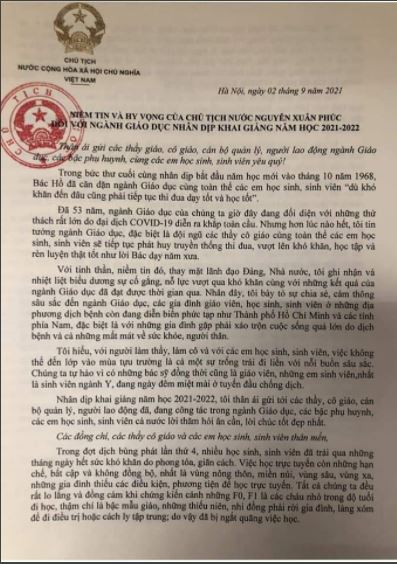 CHỦ TỊCH
NƯỚC CỘNG HÒA XÃ HỘI CHỦ NGHĨA
VIỆT NAM
Hà Nội, ngày 02 tháng 9 năm 2021
NIỀM TIN VÀ HY VỌNG CỦA CHỦ TỊCH NƯỚC NGUYỄN XUÂN PHÚC
ĐỐI VỚI NGÀNH GIÁO DỤC NHÂN DỊP KHAI GIẢNG NĂM HỌC 2021-2022
Thân ái gửi các thầy giáo, cô giáo, cán bộ quản lý, người lao động ngành Giáo
dục, các bậc phụ huynh, cùng các em học sinh, sinh viên yêu quý!
Trong bức thư cuối cùng nhân dịp bắt đầu năm học mới vào tháng 10 năm 1968,
Bác Hồ đã căn dặn ngành Giáo dục cùng toàn thể các em học sinh, sinh viên “dù khó
khăn đến đâu cũng phải tiếp tục thi đua dạy tốt và học tốt”.
Đã 53 năm, ngành Giáo dục của chúng ta giờ đây đang đối diện với những thử
thách rất lớn do đại dịch COVID-19 diễn ra khắp toàn cầu. Nhưng hơn lúc nào hết, tôi tin
tưởng ngành Giáo dục, đặc biệt là đội ngũ các thầy cô giáo cùng toàn thể các em học
sinh, sinh viên sẽ tiếp tục phát huy truyền thống thi đua, vượt lên khó khăn, học tập và
rèn luyện thật tốt như lời Bác dạy năm xưa.
Với tinh thần, niềm tin đó, thay mặt lãnh đạo Đảng, Nhà nước, tôi ghi nhận và
nhiệt liệt biểu dương sự cố gắng, nỗ lực vượt qua khó khăn cùng với những kết quả của
ngành Giáo dục đã đạt được thời gian qua. Nhân đây, tôi bày tỏ sự chia sẻ, cảm thông
sâu sắc đến ngành Giáo dục, các gia đình giáo viên, học sinh, sinh viên ở những địa
phương dịch bệnh còn đang diễn biến phức tạp như Thành phố Hồ Chí Minh và các tỉnh
phía Nam, đặc biệt là với những gia đình gặp phải xáo trộn cuộc sống quá lớn do dịch
bệnh và cả những mất mát về sức khỏe, người thân.
Tôi hiểu, với người làm thầy, làm cô và với các em học sinh, sinh viên, việc không
thể đến lớp vào mùa tựu trường là cả một sự trống trải đi liền với nỗi buồn sâu sắc.
Chúng ta tự hào vì có những bác sỹ đồng thời cũng là giáo viên, những em sinh viên,nhất
là sinh viên ngành Y, đang ngày đêm miệt mài ở tuyến đầu chống dịch.
Nhân dịp khai giảng năm học 2021-2022, tôi thân ái gửi tới các thầy, cô giáo, cán
bộ quản lý, người lao động đã, đang công tác trong ngành Giáo dục, các bậc phụ huynh,
các em học sinh, sinh viên cả nước lời thăm hỏi ân cần, lời chúc tốt đẹp nhất.
Các đồng chí, các thầy cô giáo và các em học sinh, sinh viên thân mến,
Trong đợt dịch bùng phát lần thứ 4, nhiều học sinh, sinh viên đã trải qua những
tháng ngày hết sức khó khăn do phong tỏa, giãn cách. Việc học trực tuyến còn những hạn
chế, bất cập và không đồng bộ, nhất là vùng nông thôn, miền núi, vùng sâu, vùng xa,
những gia đình thiếu các điều kiện, phương tiện để học trực tuyến. Tất cả chúng ta đều
rất lo lắng và đồng cảm khi chứng kiến cảnh những F0, F1 là các cháu nhỏ trong độ tuổi
đi học, thậm chí là bậc mẫu giáo, những thiếu niên, nhi đồng phải rời gia đình, làng xóm
để đi điều trị hoặc cách ly tập trung; do vậy đã bị ngắt quãng việc học.